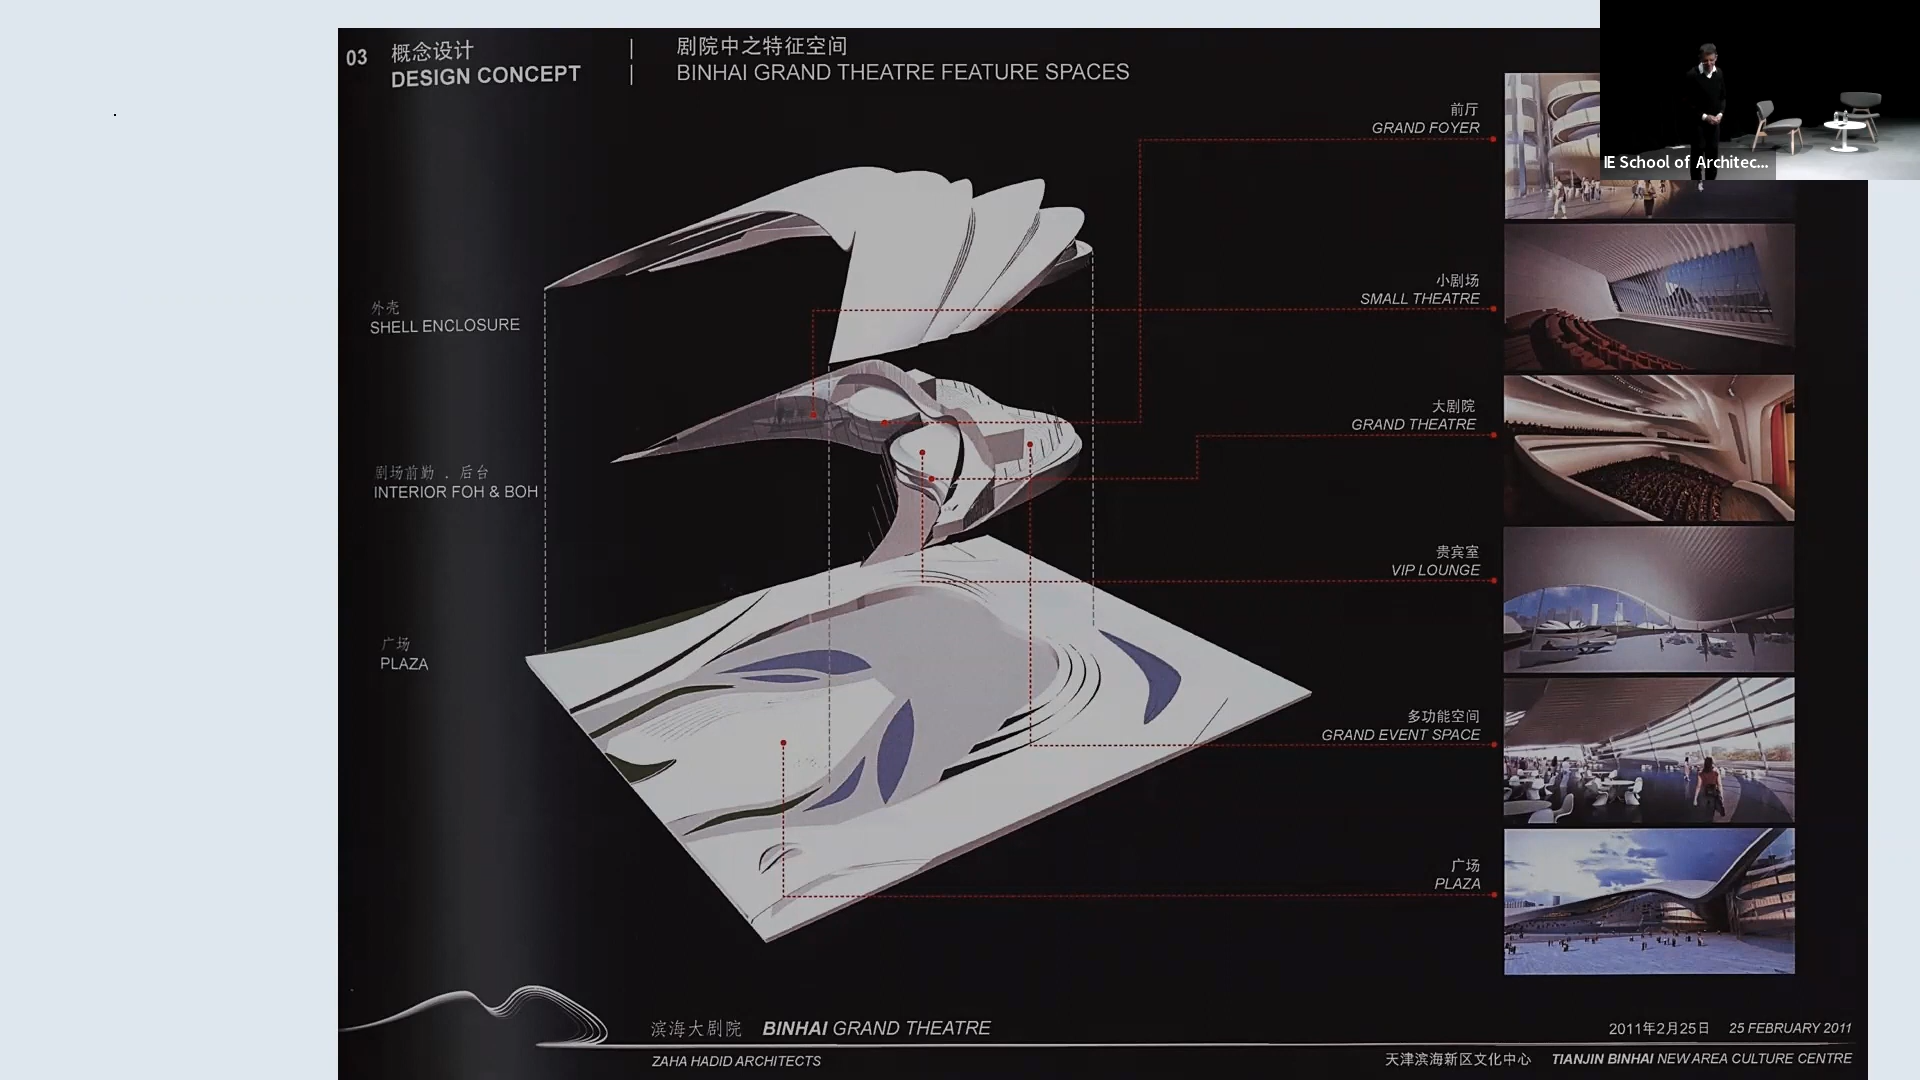 03
概念设计
DESIGN CONCEPT
剧院中之特征空间
BINHAI GRAND THEATRE FEATURE SPACES
IE School of Architec...
前厅
GRAND FOYER
小剧场
SMALL THEATRE
外壳
SHELL ENCLOSURE
大剧院
GRAND THEATRE
剧场前勤 . 后台
INTERIOR FOH & BOH
贵宾室
VIP LOUNGE
广场
PLAZA
多功能空间
GRAND EVENT SPACE
广场
PLAZA
滨海大剧院 BINHAI GRAND THEATRE
2011年2月25日 25 FEBRUARY 2011
ZAHA HADID ARCHITECTS
天津滨海新区文化中心 TIANJIN BINHAI NEW AREA CULTURE CENTRE